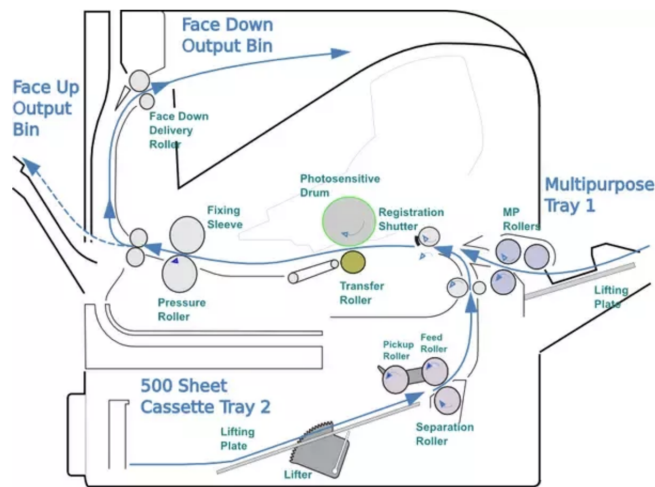 Face Down
Output Bin
Face Up
Output
Bin
Face Down
Delivery
Roller
Photosensitive
Drum
Multipurpose
Tray 1
Fixing
Sleeve
Registration
Shutter
MP
Rollers
Pressure
Roller
Transfer
Roller
Lifting
Plate
Pickup
Roller
Feed
Roller
500 Sheet
Cassette Tray 2
Lifting
Plate
Separation
Roller
Lifter